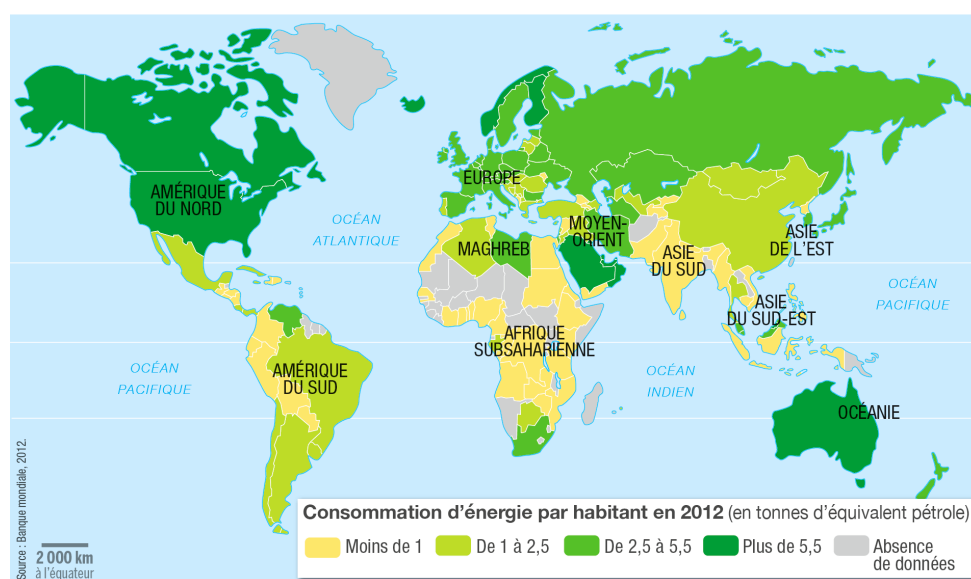 AMÉRIQUE
DU NORD
OCÉAN
ATLANTIQUE
EUROPE
MAGHREB
MOYEN-
ORIENT
ASIE
DU SUD
ASIE
DE L'EST
ASIE
DU SUD-EST
OCÉAN
PACIFIQUE
AFRIQUE
SUBSAHARIENNE
OCÉAN
PACIFIQUE
AMÉRIQUE
DU SUD
OCÉAN
INDIEN
OCÉANIE
Source : Banque mondiale, 2012.
2 000 km
à l'équateur
Consommation d'énergie par habitant en 2012 (en tonnes d'équivalent pétrole)
Moins de 1
De 1 à 2,5
De 2,5 à 5,5
Plus de 5,5
Absence
de données